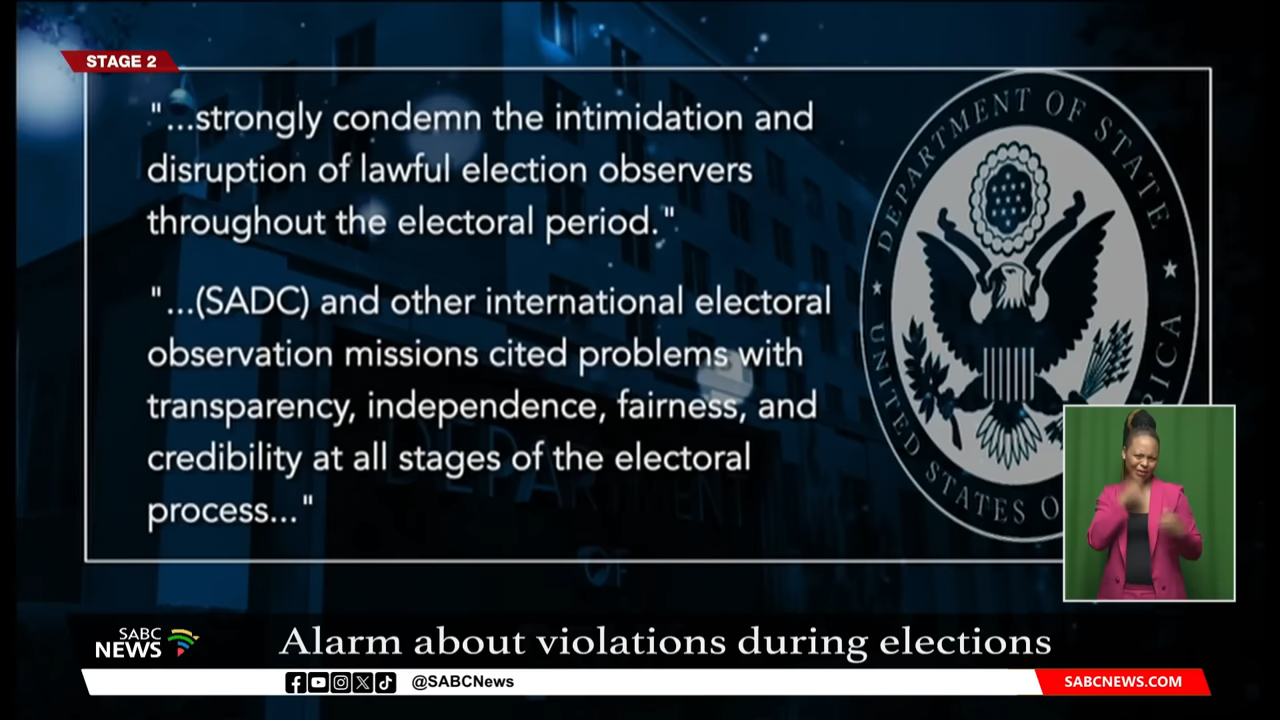 STAGE 2
"...strongly condemn the intimidation and
disruption of lawful election observers
throughout the electoral period."
"...(SADC) and other international electoral
observation missions cited problems with
transparency, independence, fairness, and
credibility at all stages of the electoral
process..."
DEPARTMENT OF STATE
UNITED STATES O
RICA
DEPARTMENT
OF
SABC
NEWS
Alarm about violations during elections
@SABCNews
SABCNEWS.COM